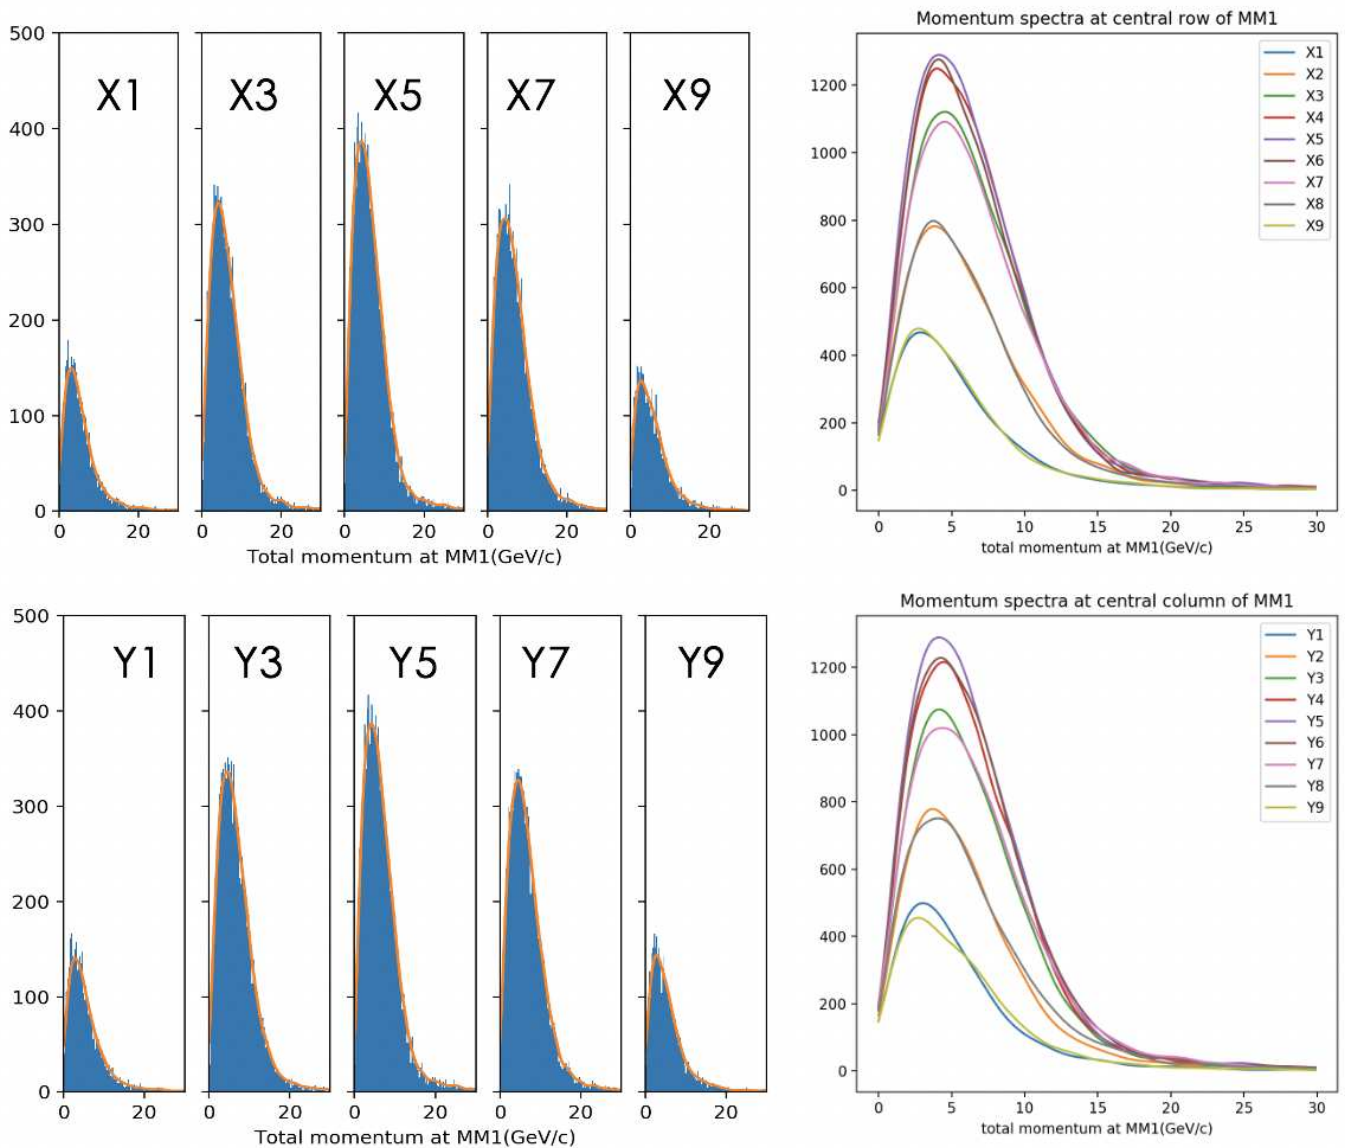 500
400
300
200
100
0
X1
X3
X5
X7
X9
0 20 0 20 0 20 0 20 0 20
Total momentum at MM1(GeV/c)
Momentum spectra at central row of MM1
1200
1000
800
600
400
200
0
X1
X2
X3
X4
X5
X6
X7
X8
X9
0 5 10 15 20 25 30
total momentum at MM1(GeV/c)
500
400
300
200
100
0
Y1
Y3
Y5
Y7
Y9
0 20 0 20 0 20 0 20 0 20
Total momentum at MM1(GeV/c)
Momentum spectra at central column of MM1
1200
1000
800
600
400
200
0
Y1
Y2
Y3
Y4
Y5
Y6
Y7
Y8
Y9
0 5 10 15 20 25 30
total momentum at MM1(GeV/c)